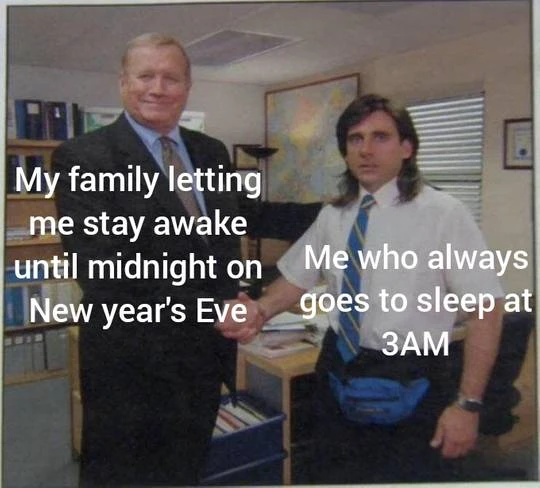 My family letting
me stay awake
until midnight on
New year's Eve
Me who always
goes to sleep at
3AM